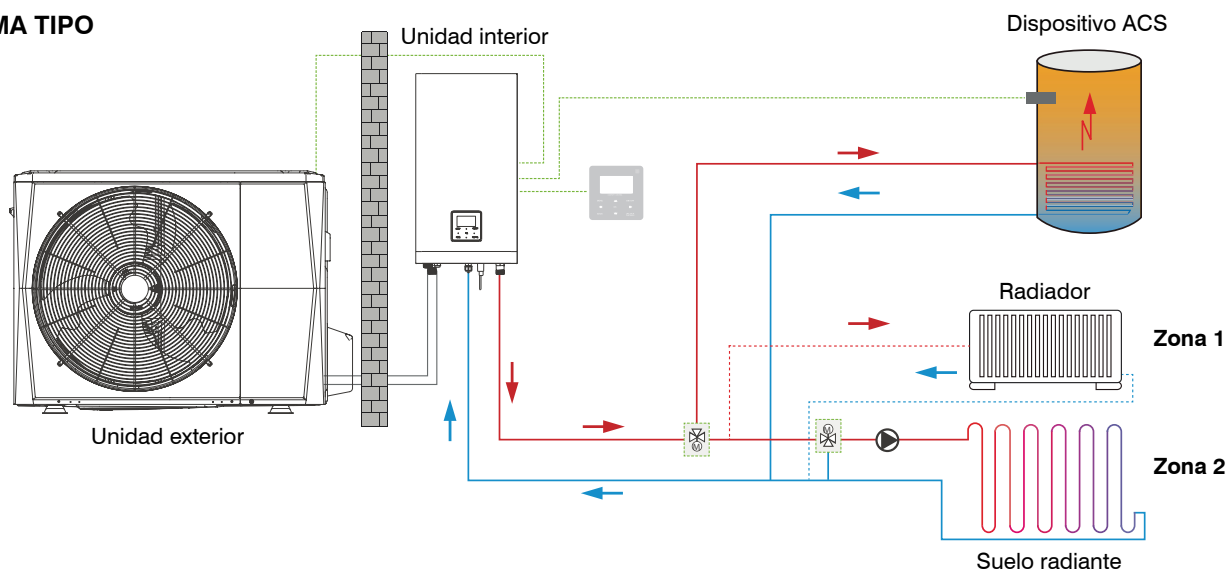 MA TIPO
Unidad interior
Dispositivo ACS
Radiador
Zona 1
Unidad exterior
Zona 2
Suelo radiante
M
M